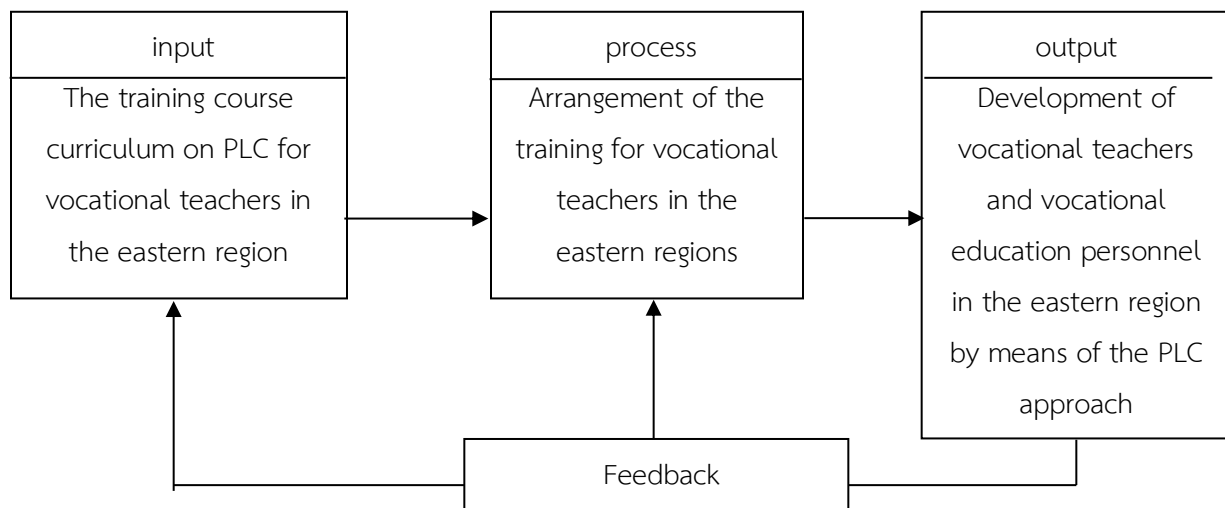 input
The training course
curriculum on PLC for
vocational teachers in
the eastern region
process
Arrangement of the
training for vocational
teachers in the
eastern regions
output
Development of
vocational teachers
and vocational
education personnel
in the eastern region
by means of the PLC
approach
Feedback